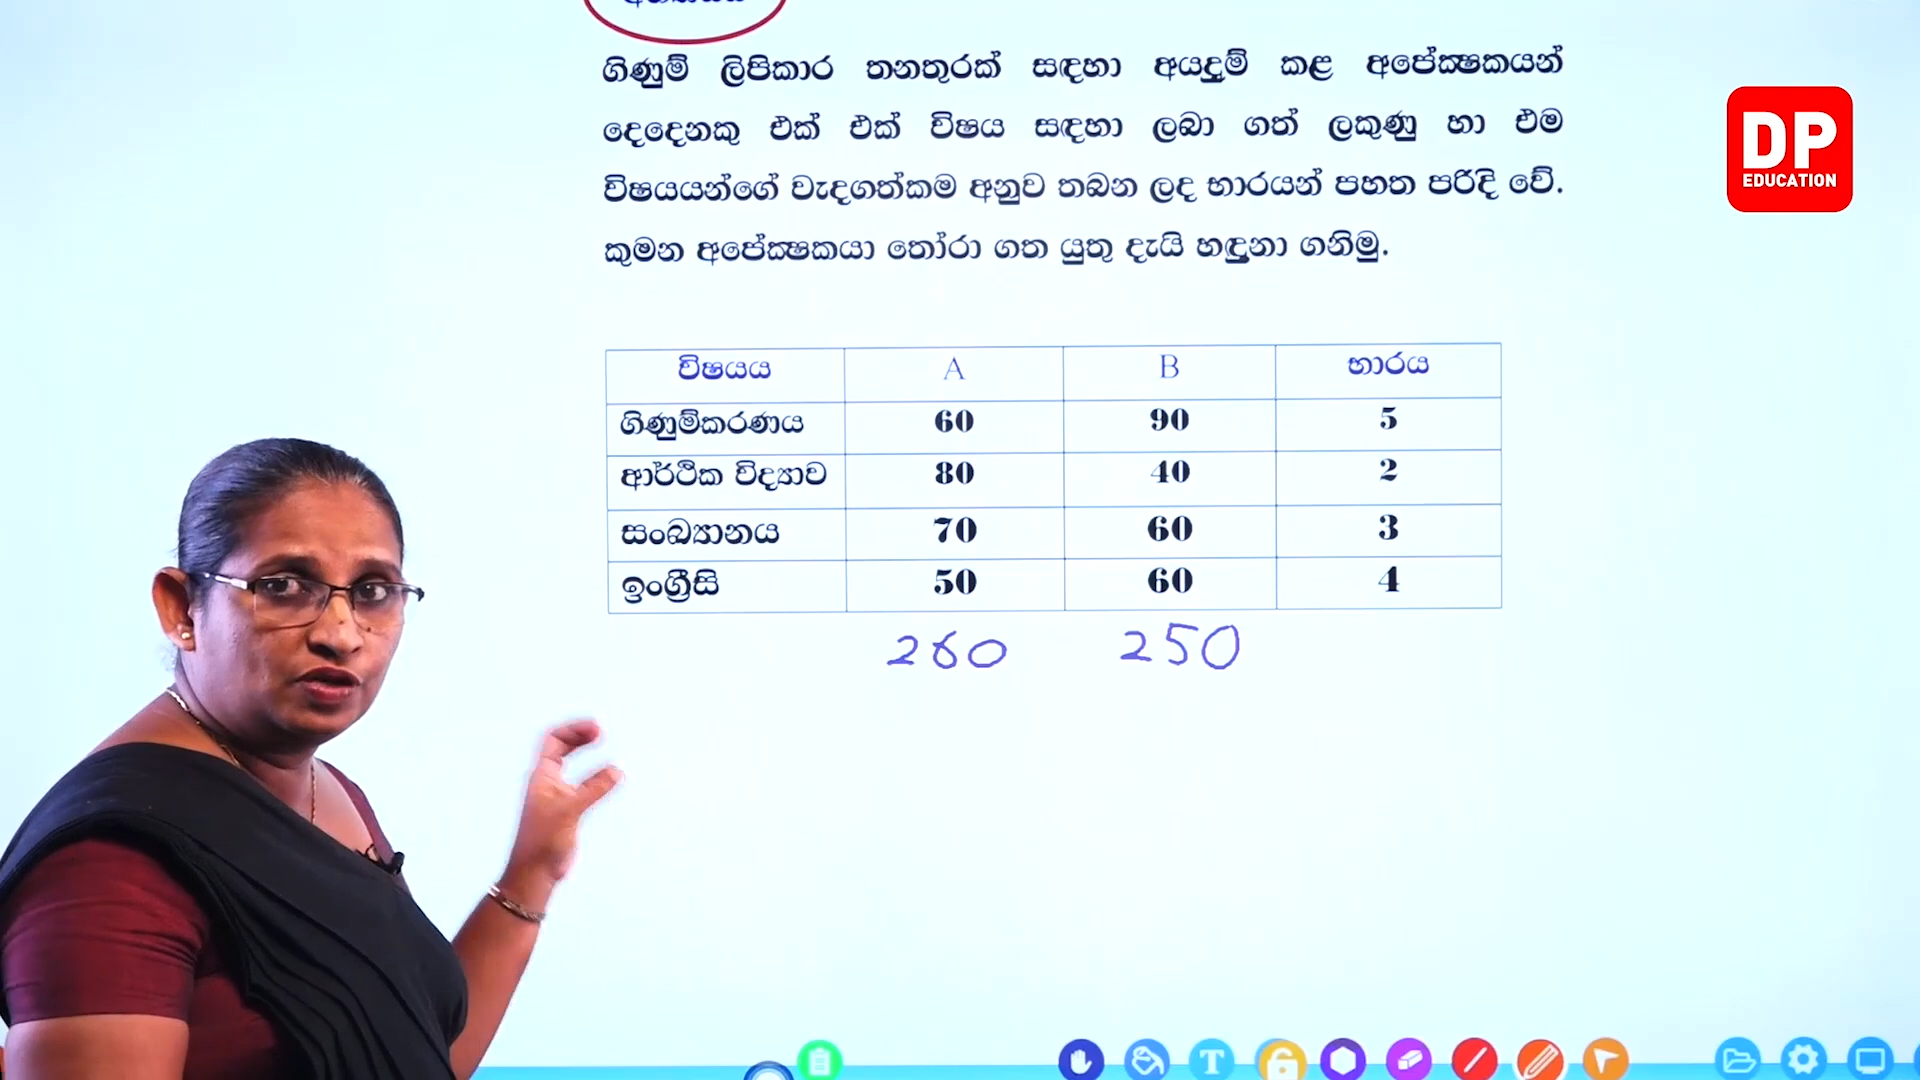 ගිණුම් ලිපිකාර තනතුරක් සඳහා අයදුම් කළ අපේක්ෂකයන්
දෙදෙනකු එක් එක් විෂය සඳහා ලබා ගත් ලකුණු හා එම
විෂයයන්ගේ වැදගත්කම අනුව තබන ලද භාරයන් පහත පරිදි වේ.
කුමන අපේක්ෂකයා තෝරා ගත යුතු දැයි හඳුනා ගනිමු.
DP
EDUCATION
විෂයය A B භාරය
ගිණුම්කරණය 60 90 5
ආර්ථික විද්‍යාව 80 40 2
සංඛ්‍යානය 70 60 3
ඉංග්‍රීසි 50 60 4
260 250
T